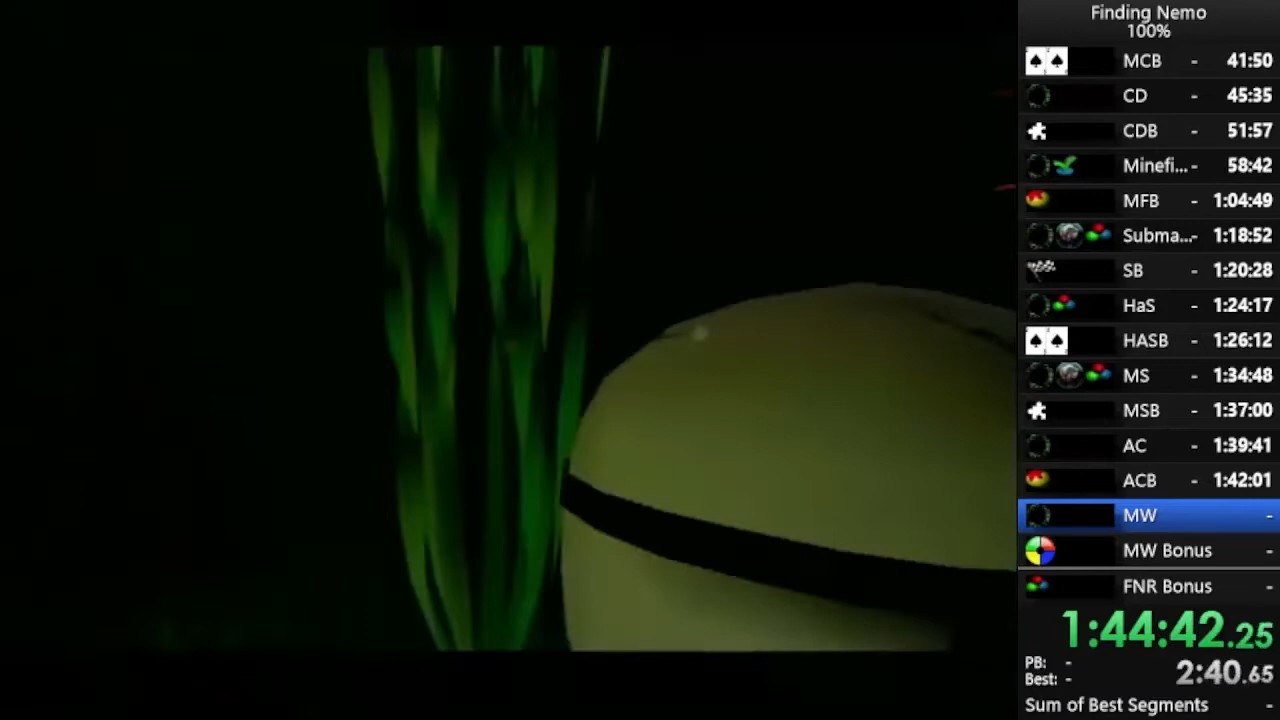 Finding Nemo
100%
MCB - 41:50
CD - 45:35
CDB - 51:57
Minefi... - 58:42
MFB - 1:04:49
Subma... - 1:18:52
SB - 1:20:28
HaS - 1:24:17
HASB - 1:26:12
MS - 1:34:48
MSB - 1:37:00
AC - 1:39:41
ACB - 1:42:01
MW -
MW Bonus -
FNR Bonus -
1:44:42.25
PB: -
Best: -
2:40.65
Sum of Best Segments -